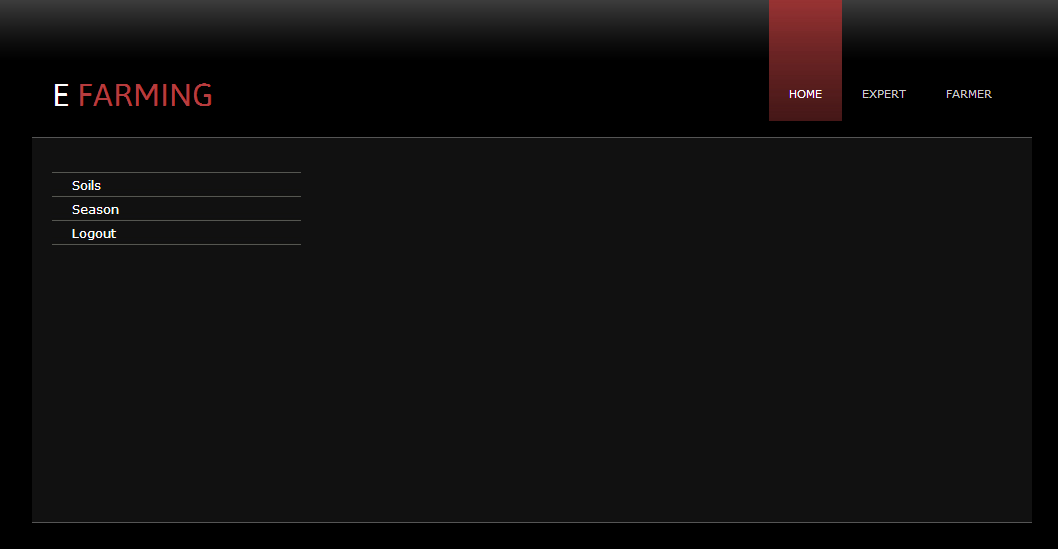 E FARMING
HOME EXPERT FARMER
Soils
Season
Logout